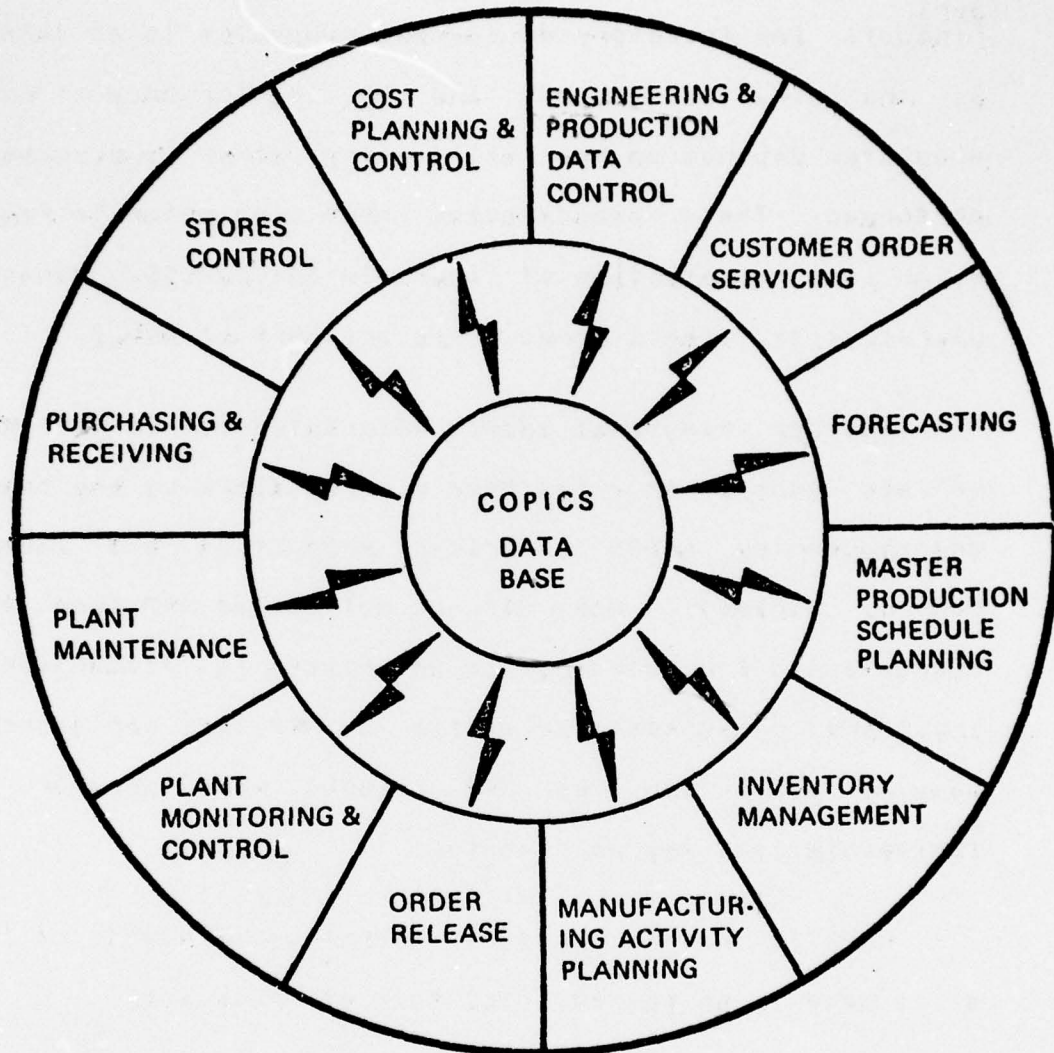 COST
PLANNING &
CONTROL
ENGINEERING &
PRODUCTION
DATA
CONTROL
CUSTOMER ORDER
SERVICING
FORECASTING
MASTER
PRODUCTION
SCHEDULE
PLANNING
INVENTORY
MANAGEMENT
MANUFACTUR-
ING ACTIVITY
PLANNING
ORDER
RELEASE
PLANT
MONITORING &
CONTROL
PLANT
MAINTENANCE
PURCHASING &
RECEIVING
STORES
CONTROL
COPICS
DATA
BASE